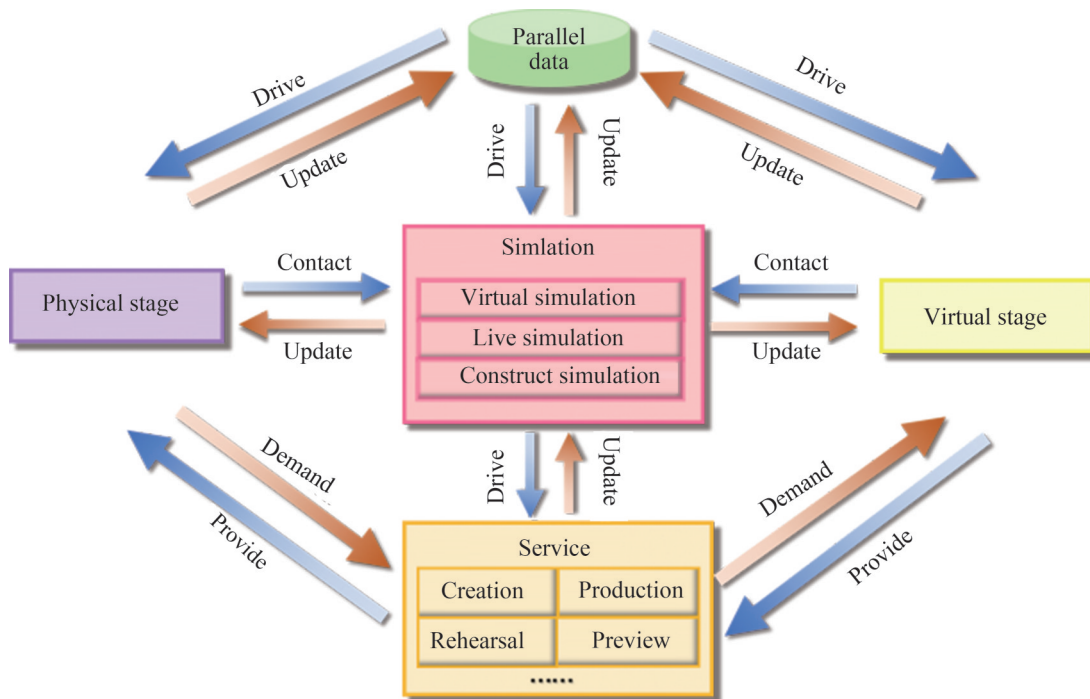 Parallel
data
Drive
Update
Drive
Update
Drive
Update
Simlation
Virtual simulation
Live simulation
Construct simulation
Physical stage
Contact
Update
Contact
Update
Virtual stage
Demand
Provide
Drive
Update
Demand
Provide
Service
Creation
Production
Rehearsal
Preview
……